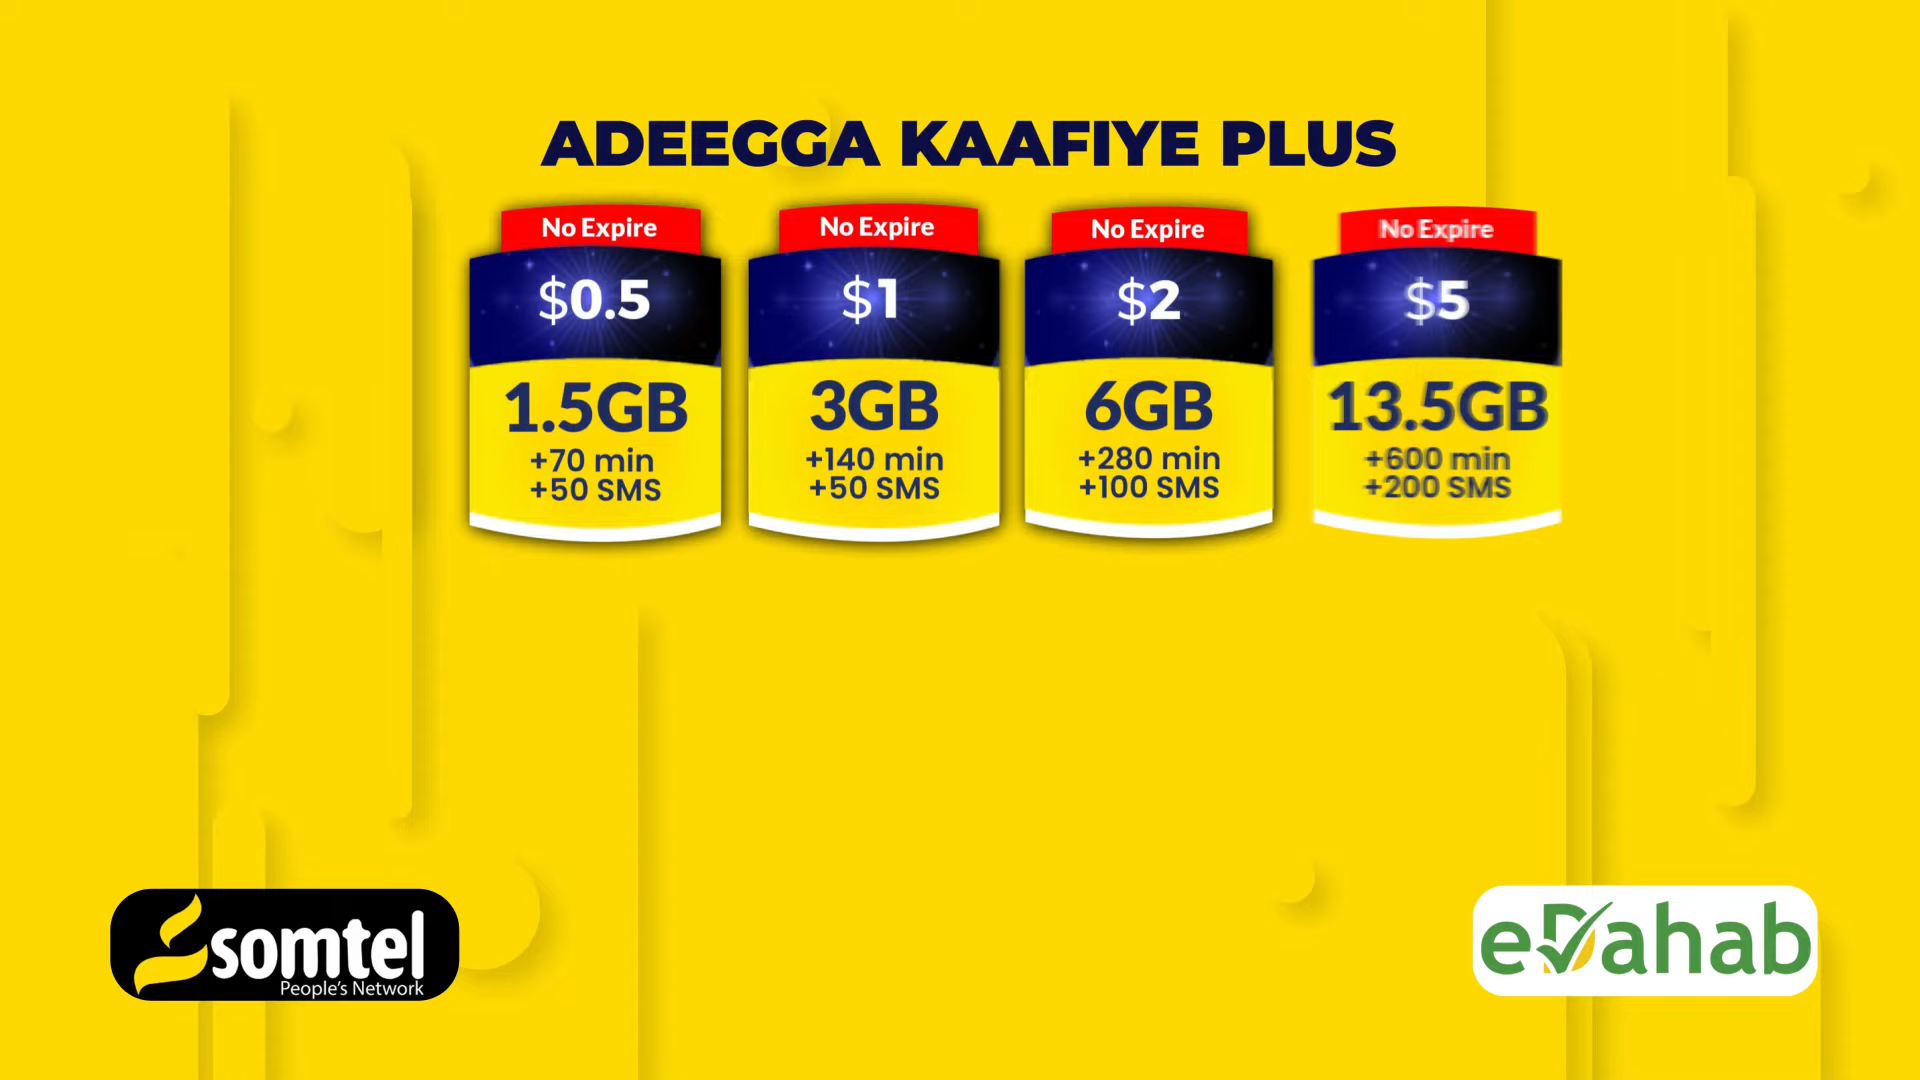 ADEEGGA KAAFIYE PLUS
No Expire
$0.5
1.5GB
+70 min
+50 SMS
No Expire
$1
3GB
+140 min
+50 SMS
No Expire
$2
6GB
+280 min
+100 SMS
No Expire
$5
13.5GB
+600 min
+200 SMS
somtel
People's Network
eDahab